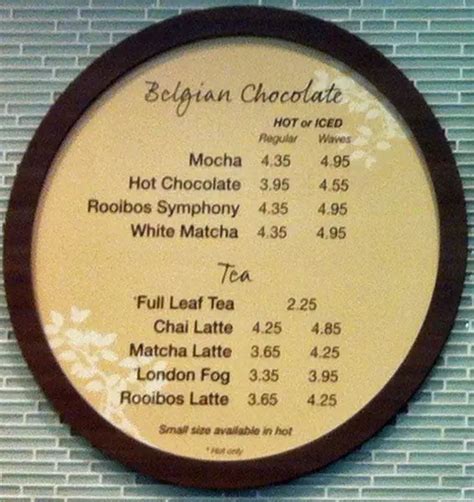 Belgian Chocolate
HOT or ICED
Regular Waves
Mocha 4.35 4.95
Hot Chocolate 3.95 4.55
Rooibos Symphony 4.35 4.95
White Matcha 4.35 4.95
Tea
*Full Leaf Tea 2.25
Chai Latte 4.25 4.85
Matcha Latte 3.65 4.25
*London Fog 3.35 3.95
Rooibos Latte 3.65 4.25
Small size available in hot
* Hot only